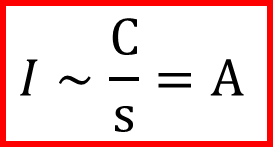 I ~ C/s = A